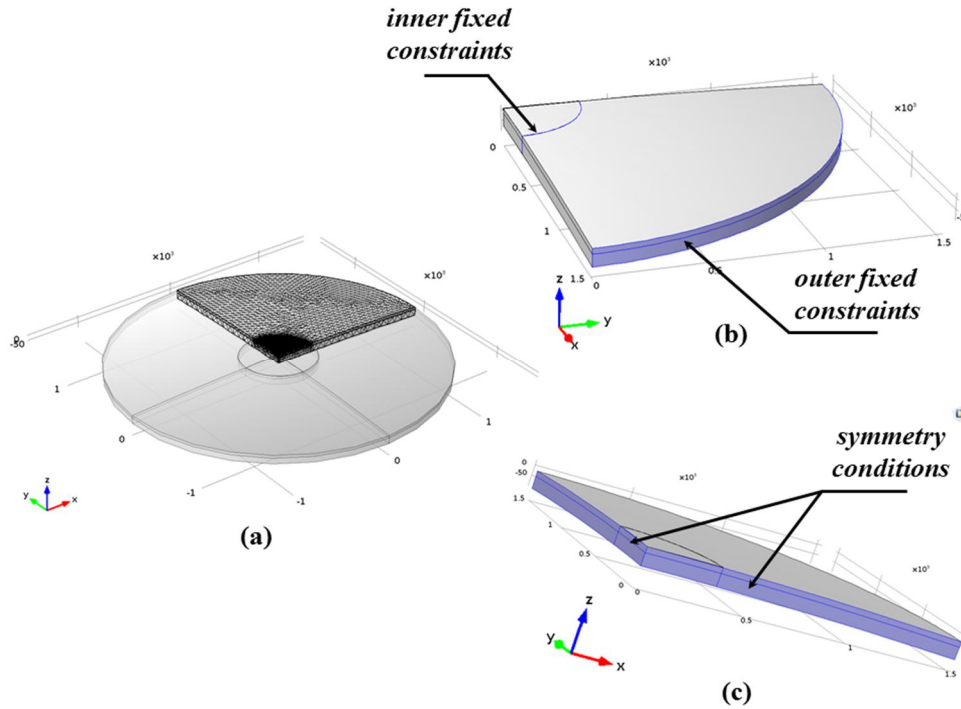 inner fixed
constraints
×10³
×10³
0
0.5
1
1.5
0
0.5
1
1.5
z
y
x
outer fixed
constraints
(b)
×10³
×10³
0
-50
1
0
-1
-1
0
1
z
y
x
(a)
symmetry
conditions
0
-50
1.5
1
0.5
0
×10³
×10³
0
0.5
1
1.5
z
y
x
(c)